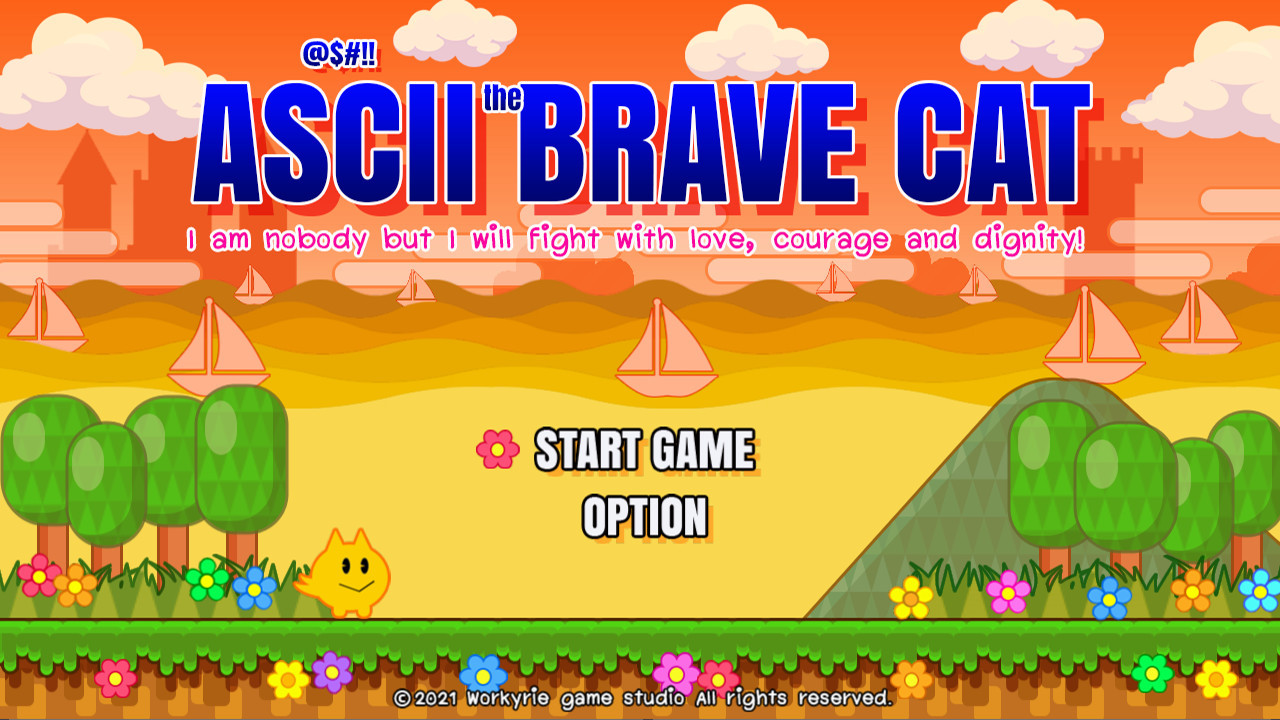 @$#!!
ASCII the BRAVE CAT
I am nobody but I will fight with love, courage and dignity!
START GAME
OPTION
©2021 Workyrie game studio All rights reserved.